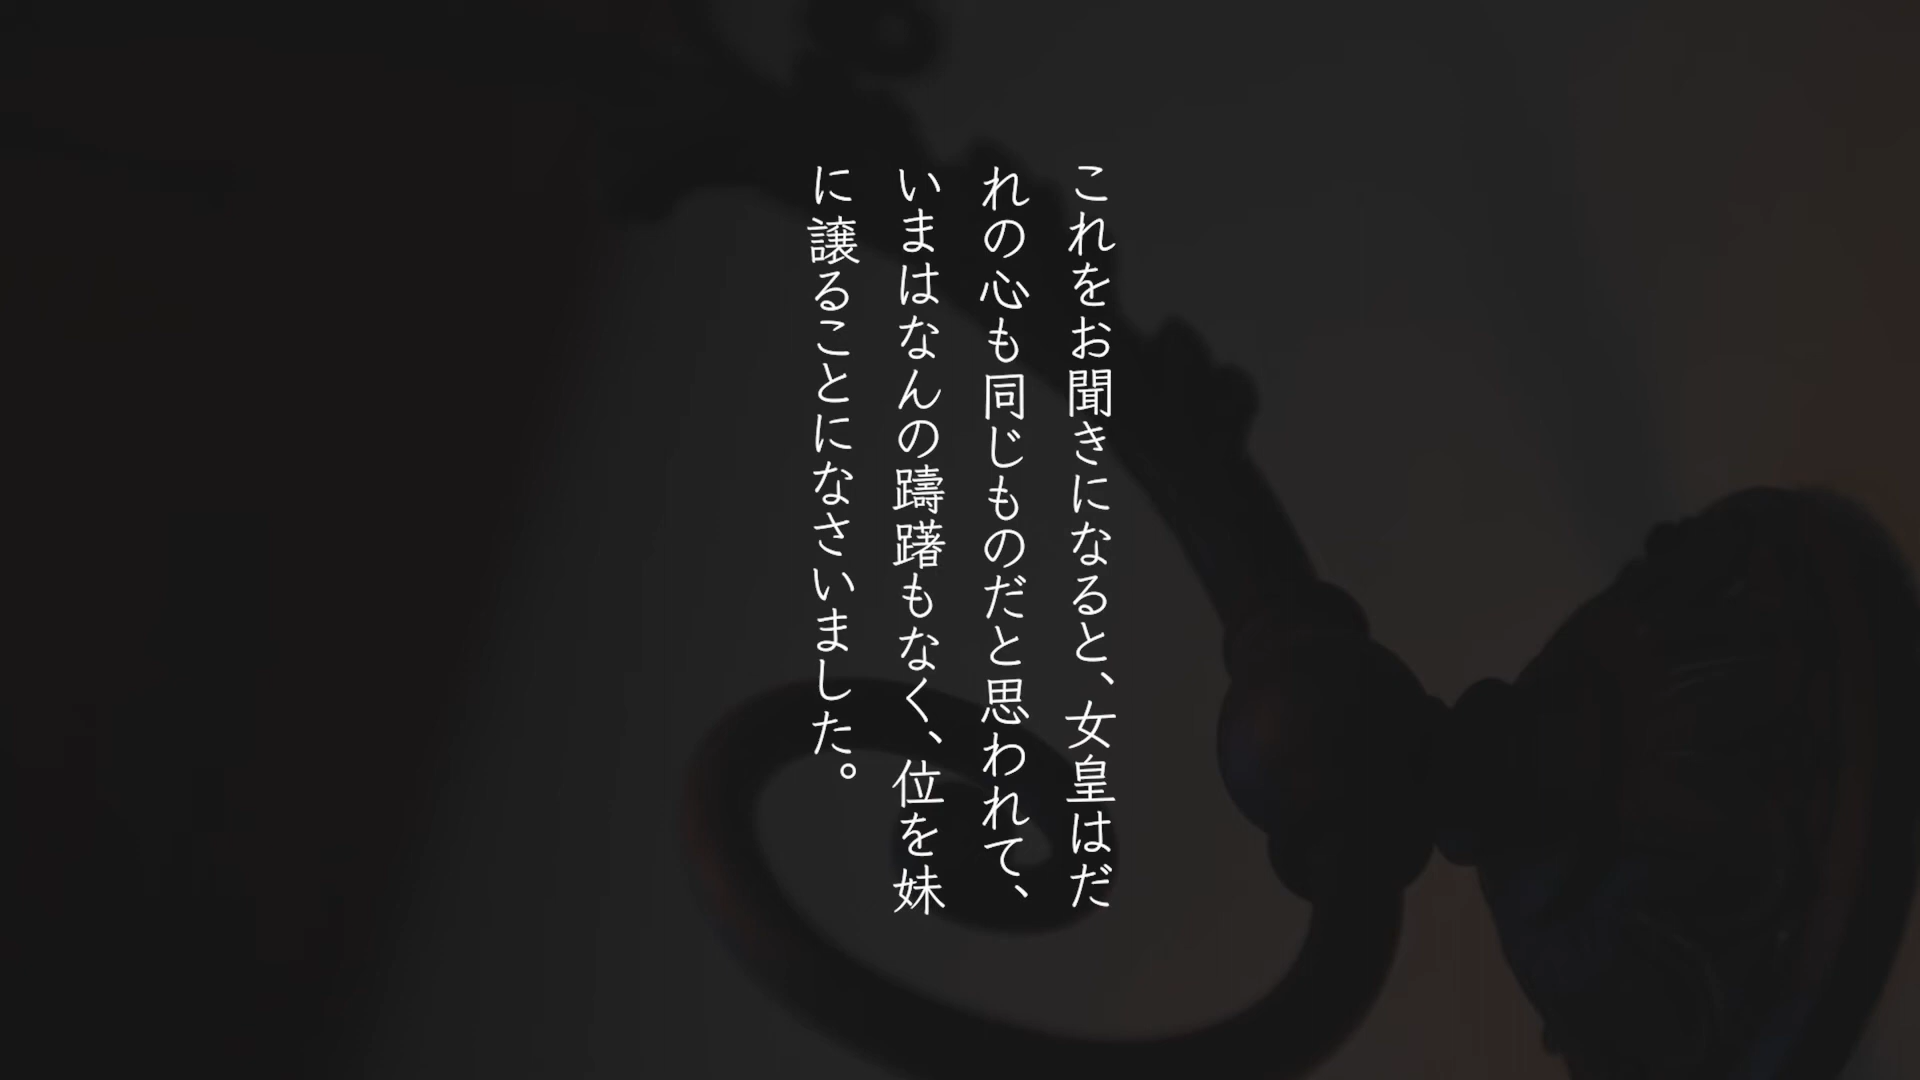 これをお聞きになると、女皇はだ
れの心も同じものだと思われて、
いまはなんの躊躇もなく、位を妹
に譲ることになさいました。